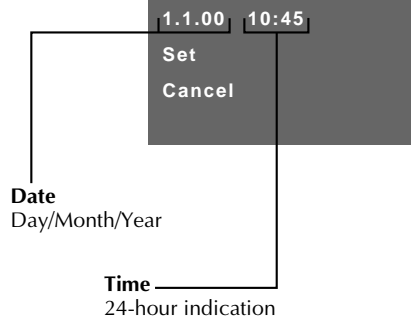 1.1.00 10:45
Set
Cancel
Date
Day/Month/Year
Time
24-hour indication